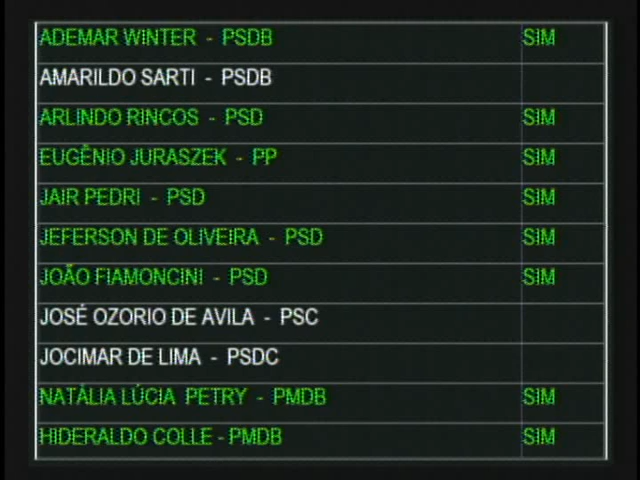 ADEMAR WINTER - PSDB SIM
AMARILDO SARTI - PSDB
ARLINDO RINCOS - PSD SIM
EUGÊNIO JURASZEK - PP SIM
JAIR PEDRI - PSD SIM
JEFERSON DE OLIVEIRA - PSD SIM
JOÃO FIAMONCINI - PSD SIM
JOSÉ OZORIO DE AVILA - PSC
JOCIMAR DE LIMA - PSDC
NATÁLIA LÚCIA PETRY - PMDB SIM
HIDERALDO COLLE - PMDB SIM